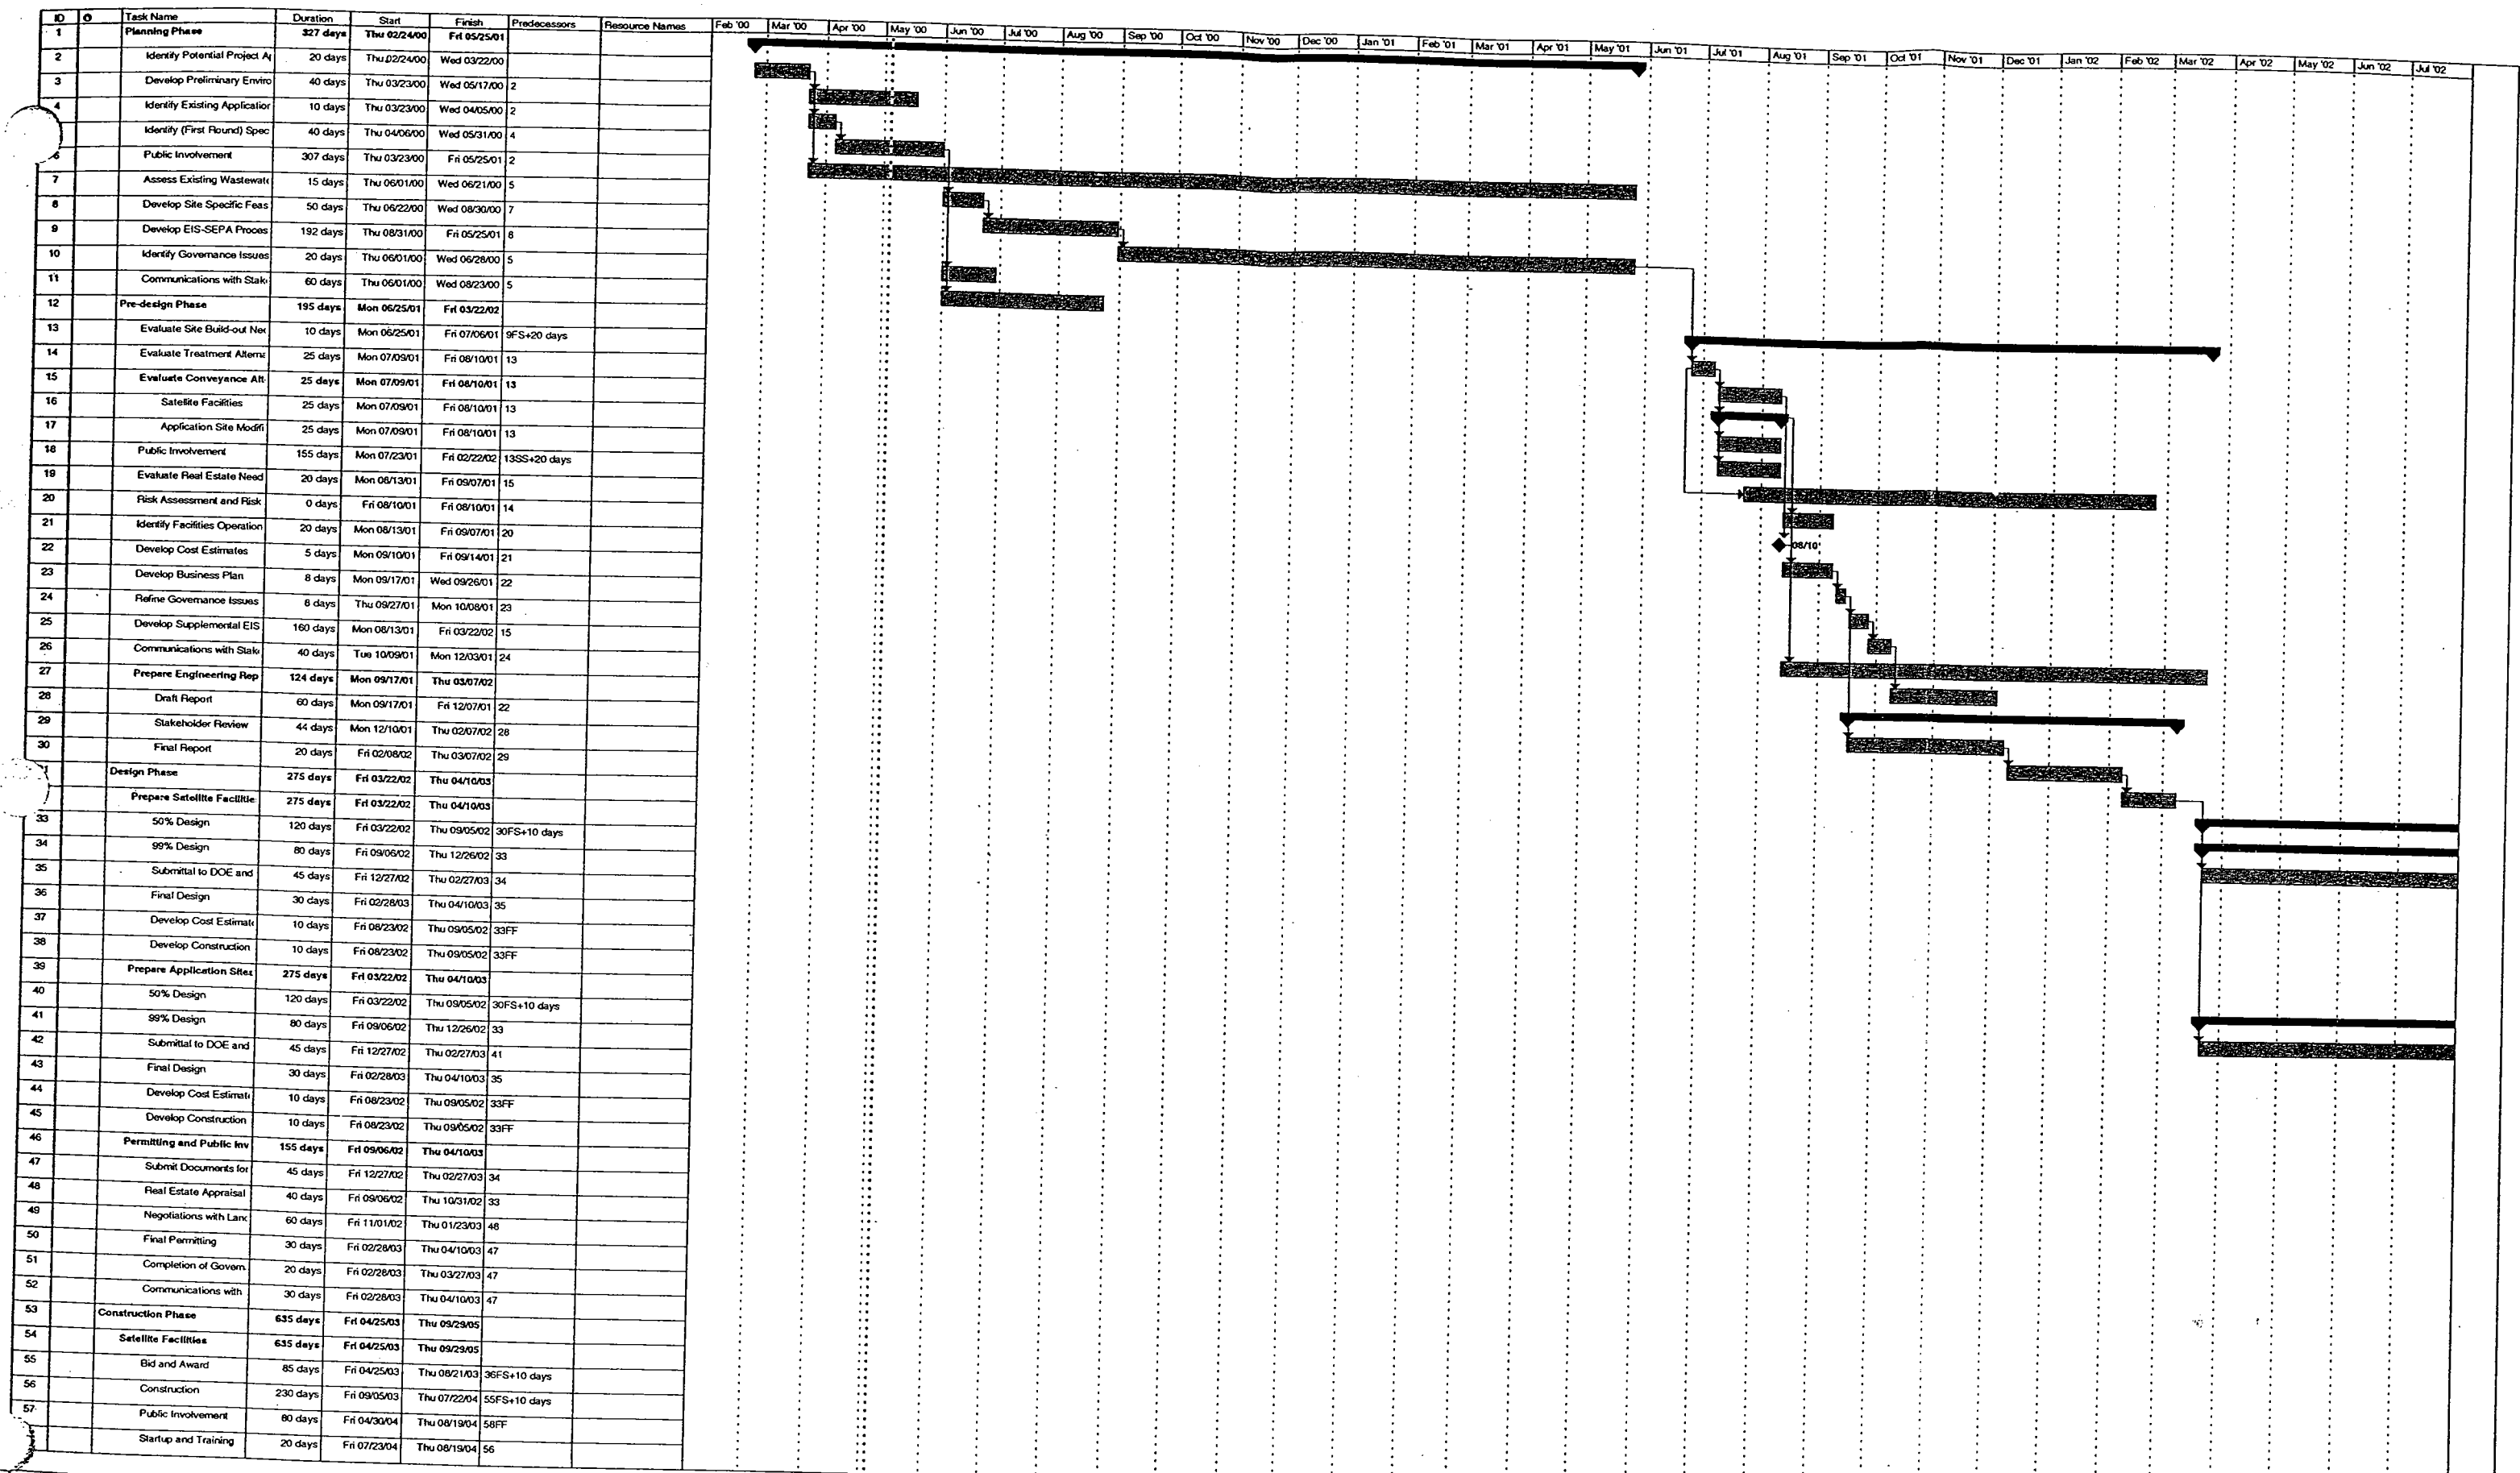 ID Task Name Duration Start Finish Predecessors Resource Names Feb '00 Mar '00 Apr '00 May '00 Jun '00 Jul '00 Aug '00 Sep '00 Oct '00 Nov '00 Dec '00 Jan '01 Feb '01 Mar '01 Apr '01 May '01 Jun '01 Jul '01 Aug '01 Sep '01 Oct '01 Nov '01 Dec '01 Jan '02 Feb '02 Mar '02 Apr '02 May '02 Jun '02 Jul '02
1 Planning Phase 327 days Thu 02/24/00 Fri 05/25/01
2 Identify Potential Project A 20 days Thu 02/24/00 Wed 03/22/00
3 Develop Preliminary Enviro 40 days Thu 03/23/00 Wed 05/17/00 2
4 Identify Existing Application 10 days Thu 03/23/00 Wed 04/05/00 2
Identify (First Round) Spec 40 days Thu 04/06/00 Wed 05/31/00 4
6 Public Involvement 307 days Thu 03/23/00 Fri 05/25/01 2
7 Assess Existing Wastewate 15 days Thu 06/01/00 Wed 06/21/00 5
8 Develop Site Specific Feas 50 days Thu 06/22/00 Wed 08/30/00 7
9 Develop EIS-SEPA Proces 192 days Thu 08/31/00 Fri 05/25/01 8
10 Identify Governance Issues 20 days Thu 06/01/00 Wed 06/28/00 5
11 Communications with Stak 60 days Thu 06/01/00 Wed 08/23/00 5
12 Pre-design Phase 195 days Mon 06/25/01 Fri 03/22/02
13 Evaluate Site Build-out Nee 10 days Mon 06/25/01 Fri 07/06/01 9FS+20 days
14 Evaluate Treatment Alterna 25 days Mon 07/09/01 Fri 08/10/01 13
15 Evaluate Conveyance Alt 25 days Mon 07/09/01 Fri 08/10/01 13
16 Satellite Facilities 25 days Mon 07/09/01 Fri 08/10/01 13
17 Application Site Modifi 25 days Mon 07/09/01 Fri 08/10/01 13
18 Public Involvement 155 days Mon 07/23/01 Fri 02/22/02 13SS+20 days
19 Evaluate Real Estate Need 20 days Mon 08/13/01 Fri 09/07/01 15
20 Risk Assessment and Risk 0 days Fri 08/10/01 Fri 08/10/01 14 08/10
21 Identify Facilities Operation 20 days Mon 08/13/01 Fri 09/07/01 20
22 Develop Cost Estimates 5 days Mon 09/10/01 Fri 09/14/01 21
23 Develop Business Plan 8 days Mon 09/17/01 Wed 09/26/01 22
24 Refine Governance Issues 8 days Thu 09/27/01 Mon 10/08/01 23
25 Develop Supplemental EIS 160 days Mon 08/13/01 Fri 03/22/02 15
26 Communications with Stak 40 days Tue 10/09/01 Mon 12/03/01 24
27 Prepare Engineering Rep 124 days Mon 09/17/01 Thu 03/07/02
28 Draft Report 60 days Mon 09/17/01 Fri 12/07/01 22
29 Stakeholder Review 44 days Mon 12/10/01 Thu 02/07/02 28
30 Final Report 20 days Fri 02/08/02 Thu 03/07/02 29
Design Phase 275 days Fri 03/22/02 Thu 04/10/03
Prepare Satellite Facilitie 275 days Fri 03/22/02 Thu 04/10/03
33 50% Design 120 days Fri 03/22/02 Thu 09/05/02 30FS+10 days
34 99% Design 80 days Fri 09/06/02 Thu 12/26/02 33
35 Submittal to DOE and 45 days Fri 12/27/02 Thu 02/27/03 34
36 Final Design 30 days Fri 02/28/03 Thu 04/10/03 35
37 Develop Cost Estimate 10 days Fri 08/23/02 Thu 09/05/02 33FF
38 Develop Construction 10 days Fri 08/23/02 Thu 09/05/02 33FF
39 Prepare Application Sites 275 days Fri 03/22/02 Thu 04/10/03
40 50% Design 120 days Fri 03/22/02 Thu 09/05/02 30FS+10 days
41 99% Design 80 days Fri 09/06/02 Thu 12/26/02 33
42 Submittal to DOE and 45 days Fri 12/27/02 Thu 02/27/03 41
43 Final Design 30 days Fri 02/28/03 Thu 04/10/03 35
44 Develop Cost Estimate 10 days Fri 08/23/02 Thu 09/05/02 33FF
45 Develop Construction 10 days Fri 08/23/02 Thu 09/05/02 33FF
46 Permitting and Public Inv 155 days Fri 09/06/02 Thu 04/10/03
47 Submit Documents for 45 days Fri 12/27/02 Thu 02/27/03 34
48 Real Estate Appraisal 40 days Fri 09/06/02 Thu 10/31/02 33
49 Negotiations with Lanc 60 days Fri 11/01/02 Thu 01/23/03 48
50 Final Permitting 30 days Fri 02/28/03 Thu 04/10/03 47
51 Completion of Govern 20 days Fri 02/28/03 Thu 03/27/03 47
52 Communications with 30 days Fri 02/28/03 Thu 04/10/03 47
53 Construction Phase 635 days Fri 04/25/03 Thu 09/29/05
54 Satellite Facilities 635 days Fri 04/25/03 Thu 09/29/05
55 Bid and Award 85 days Fri 04/25/03 Thu 08/21/03 36FS+10 days
56 Construction 230 days Fri 09/05/03 Thu 07/22/04 55FS+10 days
57 Public Involvement 80 days Fri 04/30/04 Thu 08/19/04 58FF
Startup and Training 20 days Fri 07/23/04 Thu 08/19/04 56